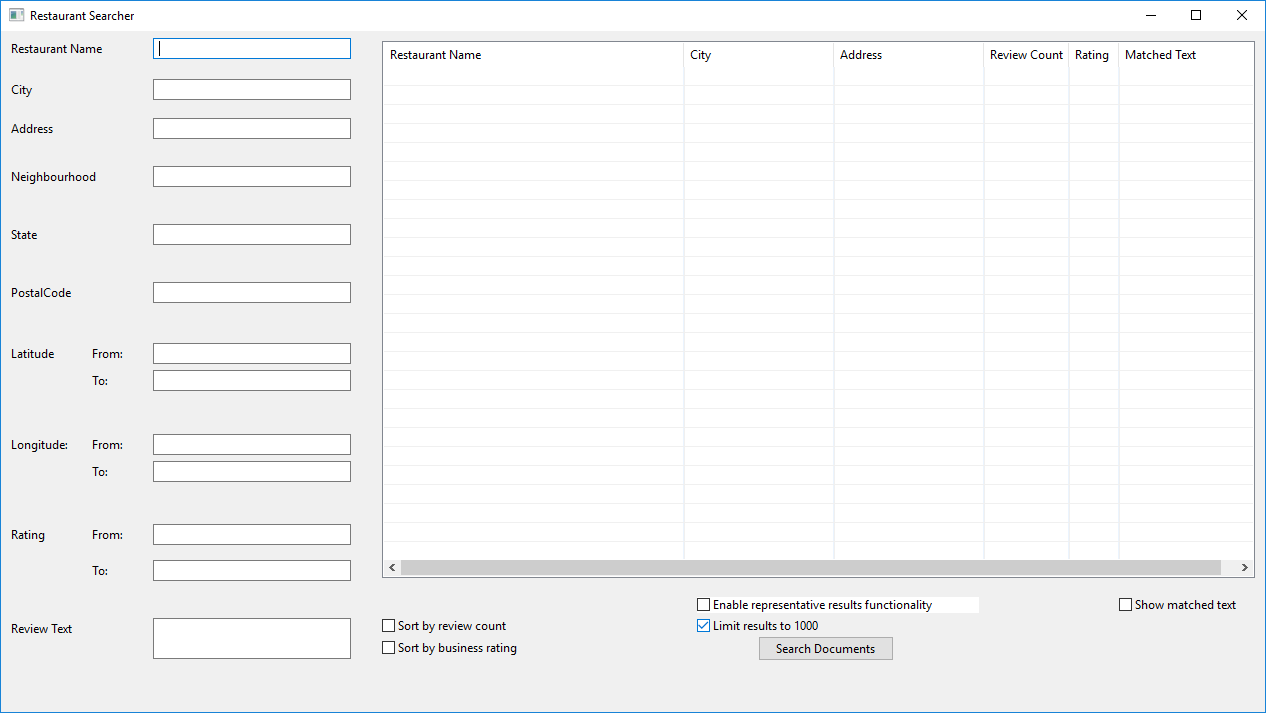 Restaurant Searcher
Restaurant Name
City
Address
Neighbourhood
State
PostalCode
Latitude From:
To:
Longitude: From:
To:
Rating From:
To:
Review Text
Restaurant Name City Address Review Count Rating Matched Text
Enable representative results functionality
Show matched text
Sort by review count
Limit results to 1000
Sort by business rating
Search Documents